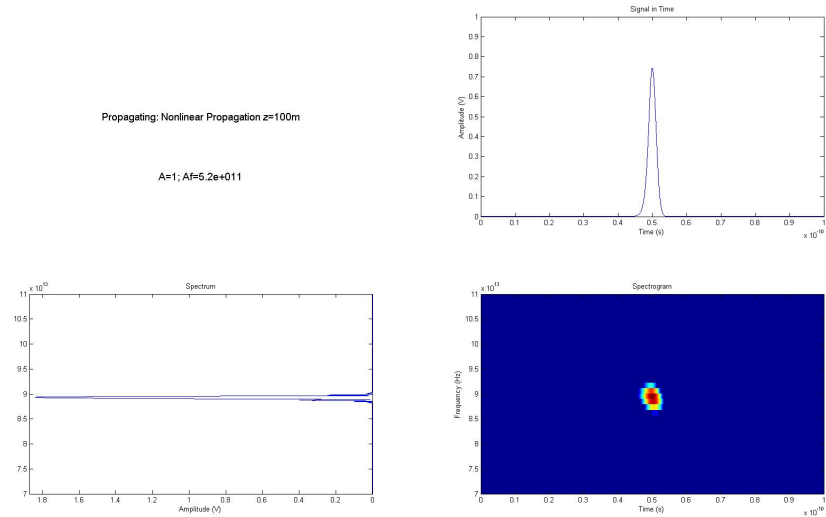 Signal in Time
1
0.9
0.8
0.7
0.6
0.5
0.4
0.3
0.2
0.1
0
Amplitude (V)
0 0.1 0.2 0.3 0.4 0.5 0.6 0.7 0.8 0.9 1
Time (s)
x 10^-10
Propagating: Nonlinear Propagation z=100m
A=1; Af=5.2e+011
Spectrum
x 10^13
11
10.5
10
9.5
9
8.5
8
7.5
7
1.8 1.6 1.4 1.2 1 0.8 0.6 0.4 0.2 0
Amplitude (V)
Spectrogram
x 10^13
11
10.5
10
9.5
9
8.5
8
7.5
7
Frequency (Hz)
0 0.1 0.2 0.3 0.4 0.5 0.6 0.7 0.8 0.9 1
Time (s)
x 10^-10